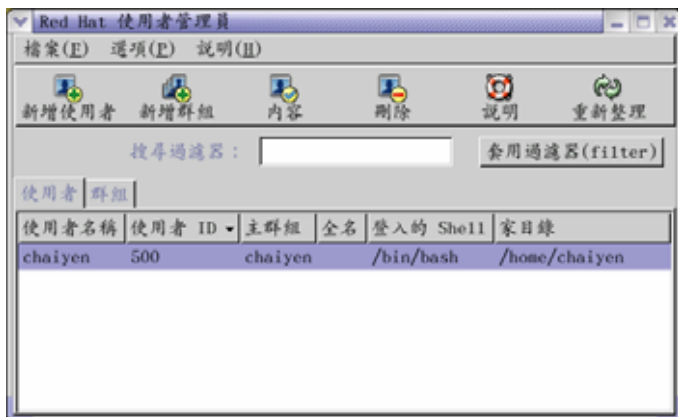 Red Hat 使用者管理員
檔案(F) 選項(P) 說明(H)
新增使用者 新增群組 內容 刪除 說明 重新整理
搜尋過濾器： 套用過濾器(filter)
使用者 群組
使用者名稱 使用者 ID 主群組 全名 登入的 Shell 家目錄
chaiyen 500 chaiyen /bin/bash /home/chaiyen